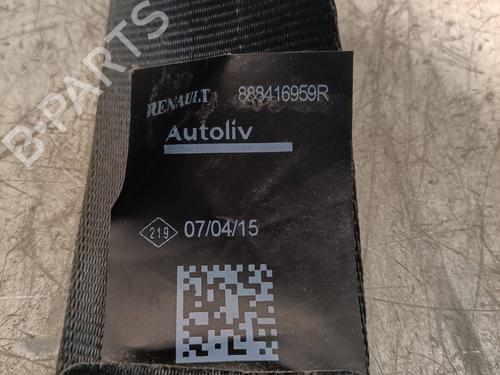 RENAULT 888416959R
Autoliv
219 07/04/15
B-PARTS